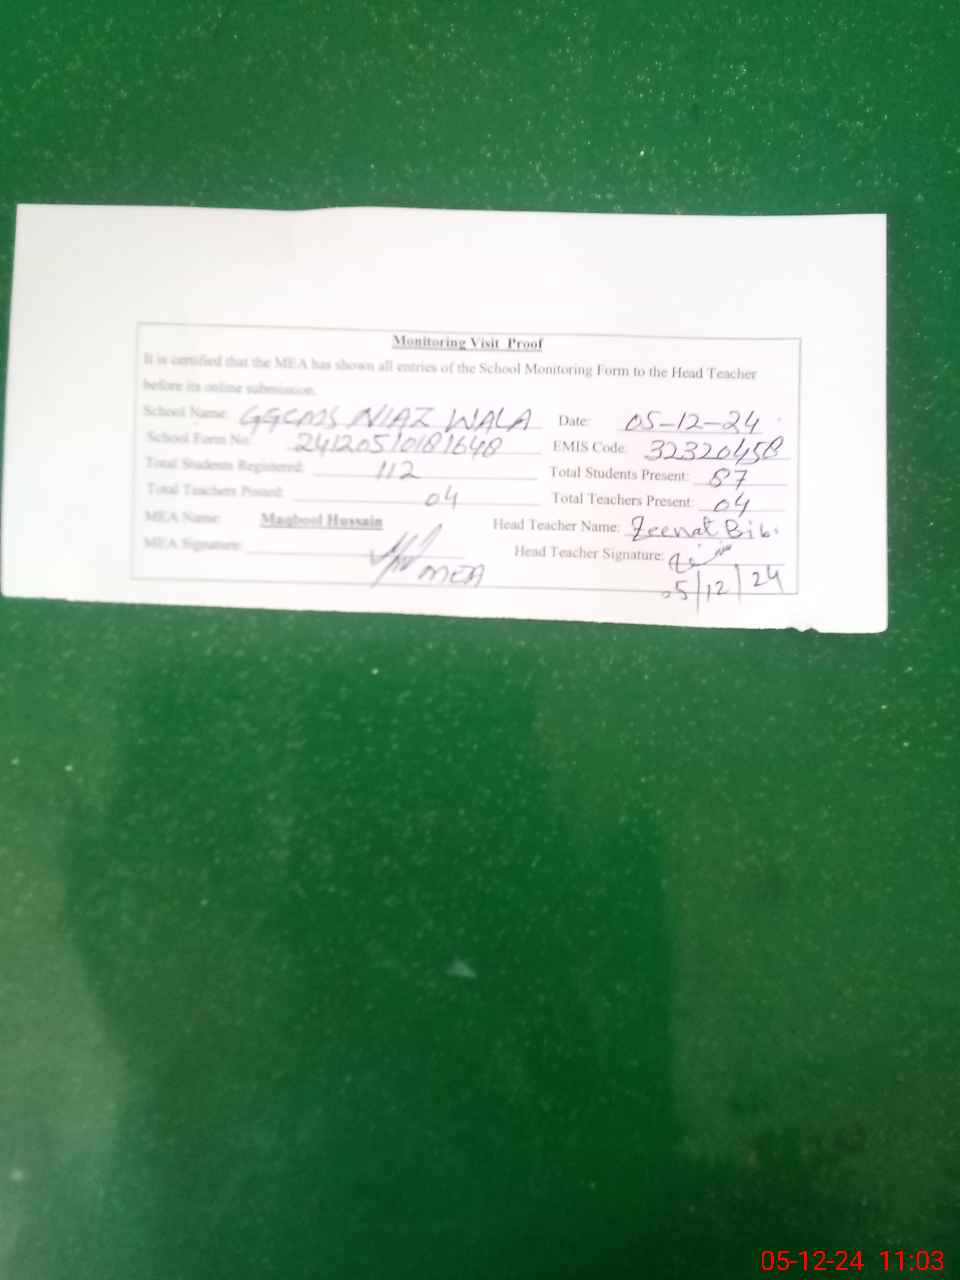 Monitoring Visit Proof
It is certified that the MEA has shown all entries of the School Monitoring Form to the Head Teacher
before its online submission.
School Name: GGCMS NIAZ WALA Date: 05-12-24
School Form No: 24120510181648 EMIS Code: 32320458
Total Students Registered: 112 Total Students Present: 87
Total Teachers Posted: 04 Total Teachers Present: 04
MEA Name: Maqbool Hussain Head Teacher Name: Zeenat Bibi
MEA Signature: MEA Head Teacher Signature:
05/12/24
05-12-24 11:03